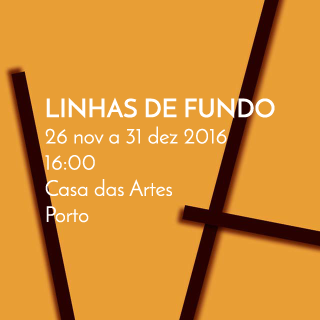 LINHAS DE FUNDO
26 nov a 31 dez 2016
16:00
Casa das Artes
Porto